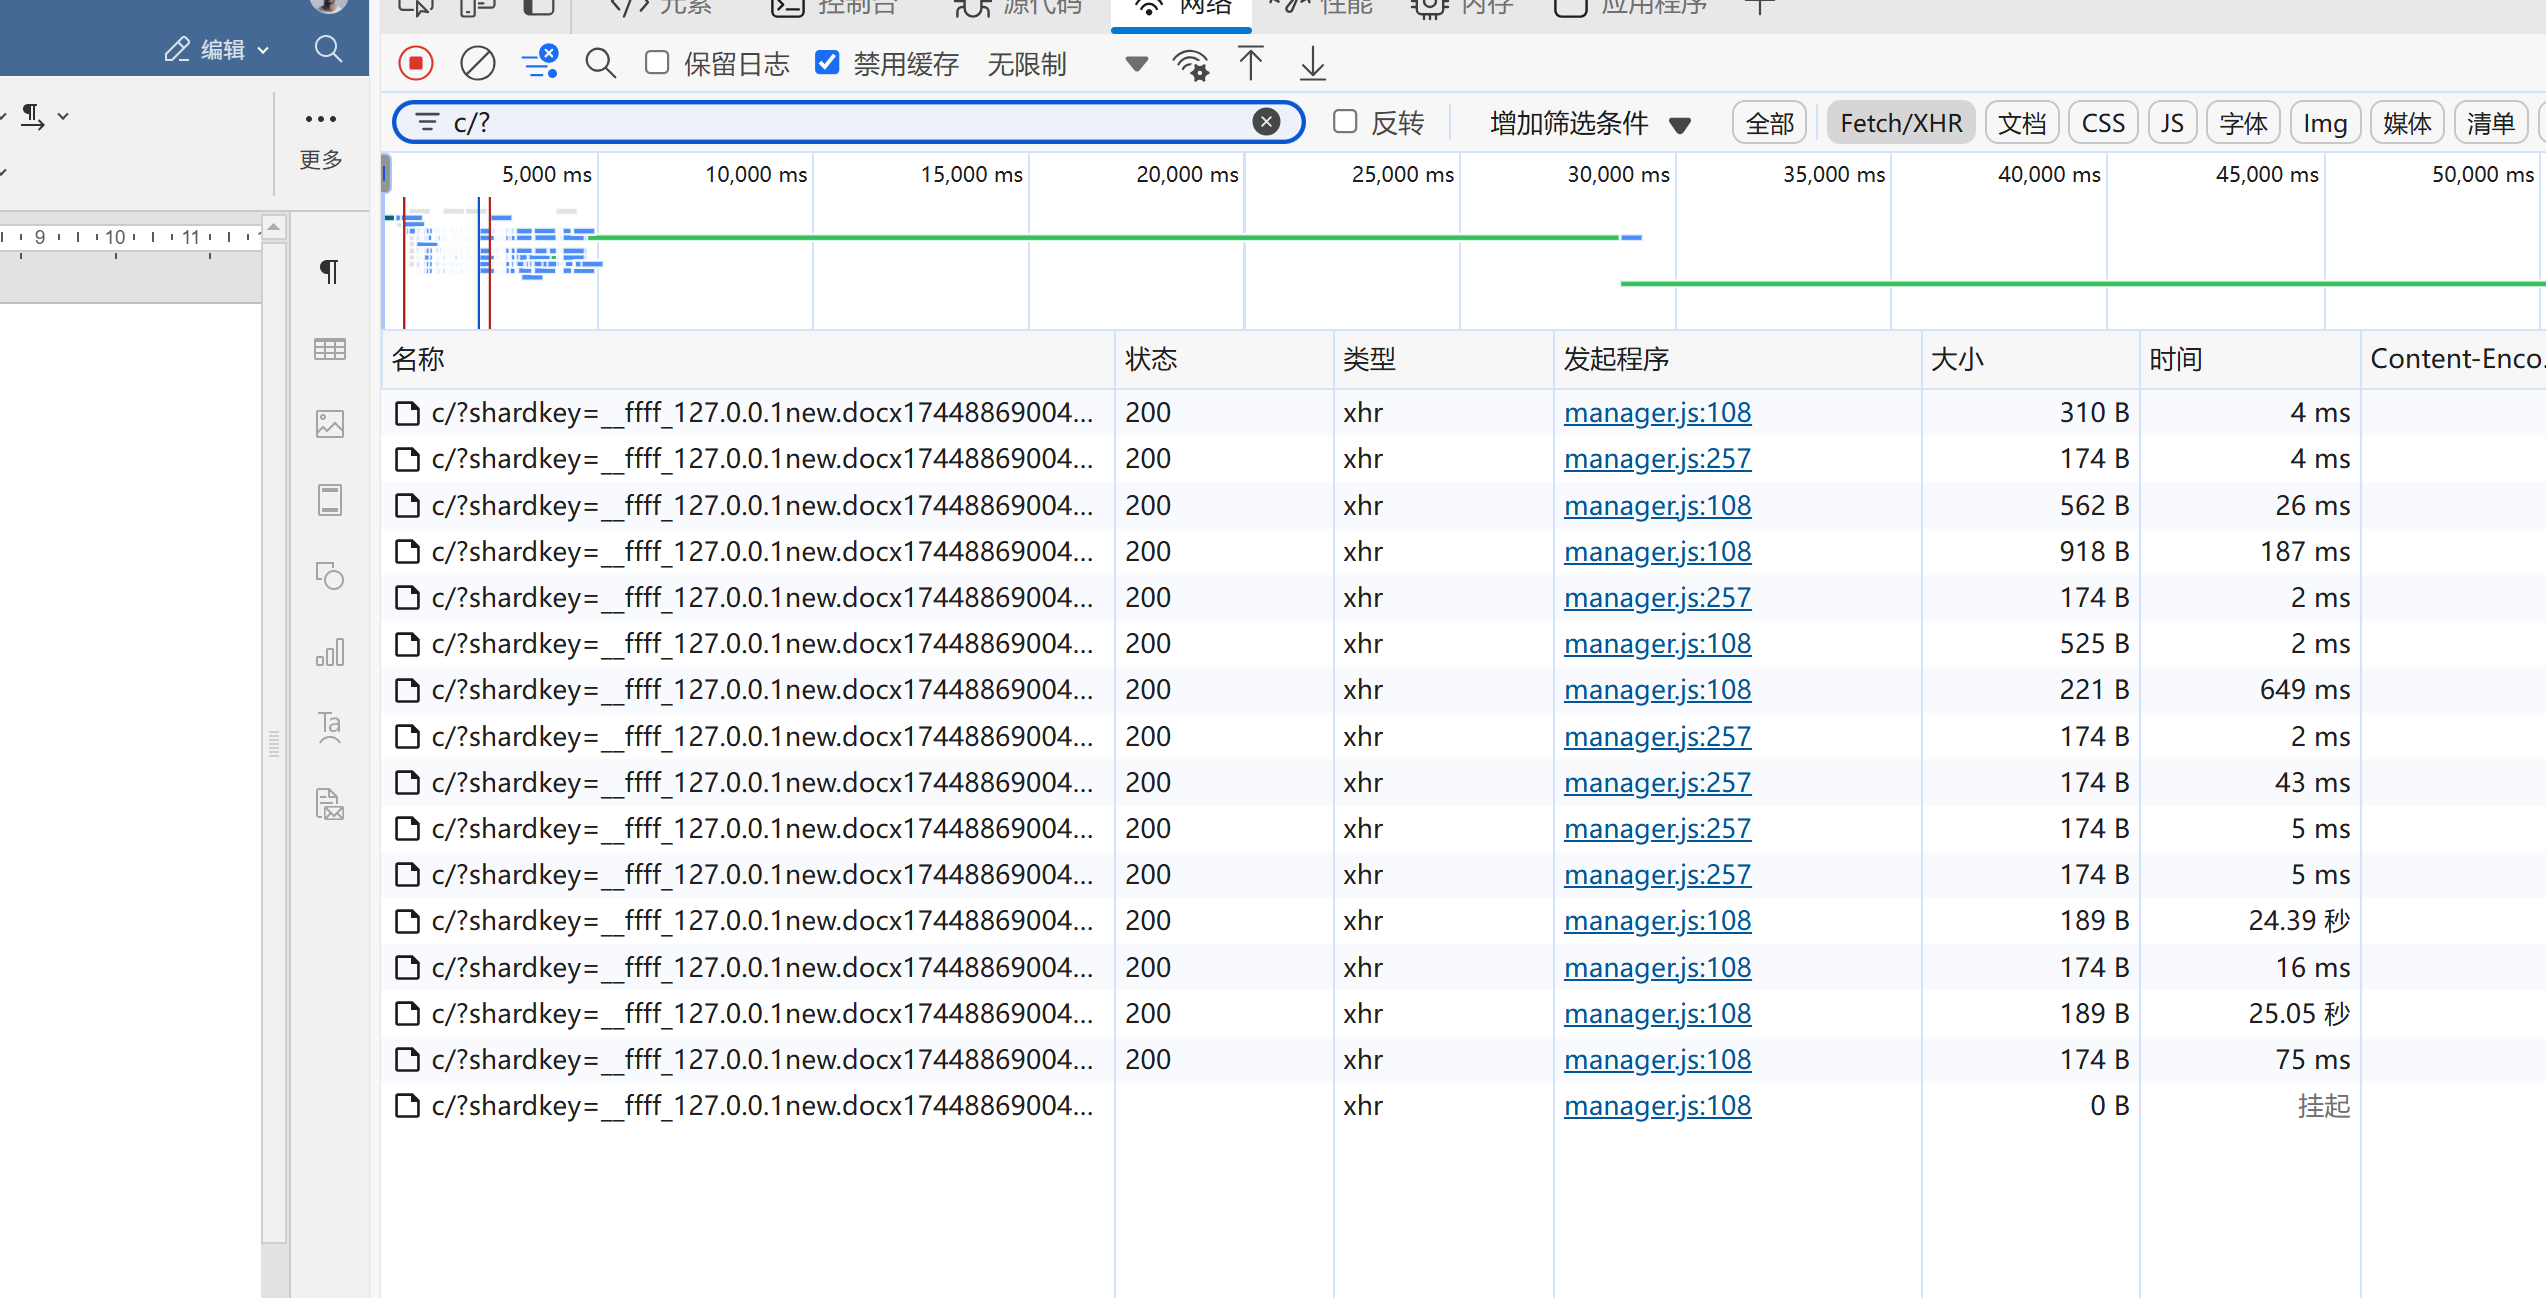 元素
控制台
源代码
网络
性能
内存
应用程序
编辑
保留日志
禁用缓存
无限制
更多
c/?
反转
增加筛选条件
全部
Fetch/XHR
文档
CSS
JS
字体
Img
媒体
清单
5,000 ms
10,000 ms
15,000 ms
20,000 ms
25,000 ms
30,000 ms
35,000 ms
40,000 ms
45,000 ms
50,000 ms
9
10
11
名称 状态 类型 发起程序 大小 时间 Content-Enco.
c/?shardkey=__ffff_127.0.0.1new.docx17448869004... 200 xhr manager.js:108 310 B 4 ms
c/?shardkey=__ffff_127.0.0.1new.docx17448869004... 200 xhr manager.js:257 174 B 4 ms
c/?shardkey=__ffff_127.0.0.1new.docx17448869004... 200 xhr manager.js:108 562 B 26 ms
c/?shardkey=__ffff_127.0.0.1new.docx17448869004... 200 xhr manager.js:108 918 B 187 ms
c/?shardkey=__ffff_127.0.0.1new.docx17448869004... 200 xhr manager.js:257 174 B 2 ms
c/?shardkey=__ffff_127.0.0.1new.docx17448869004... 200 xhr manager.js:108 525 B 2 ms
c/?shardkey=__ffff_127.0.0.1new.docx17448869004... 200 xhr manager.js:108 221 B 649 ms
c/?shardkey=__ffff_127.0.0.1new.docx17448869004... 200 xhr manager.js:257 174 B 2 ms
c/?shardkey=__ffff_127.0.0.1new.docx17448869004... 200 xhr manager.js:257 174 B 43 ms
c/?shardkey=__ffff_127.0.0.1new.docx17448869004... 200 xhr manager.js:257 174 B 5 ms
c/?shardkey=__ffff_127.0.0.1new.docx17448869004... 200 xhr manager.js:257 174 B 5 ms
c/?shardkey=__ffff_127.0.0.1new.docx17448869004... 200 xhr manager.js:108 189 B 24.39 秒
c/?shardkey=__ffff_127.0.0.1new.docx17448869004... 200 xhr manager.js:108 174 B 16 ms
c/?shardkey=__ffff_127.0.0.1new.docx17448869004... 200 xhr manager.js:108 189 B 25.05 秒
c/?shardkey=__ffff_127.0.0.1new.docx17448869004... 200 xhr manager.js:108 174 B 75 ms
c/?shardkey=__ffff_127.0.0.1new.docx17448869004... xhr manager.js:108 0 B 挂起
Ta